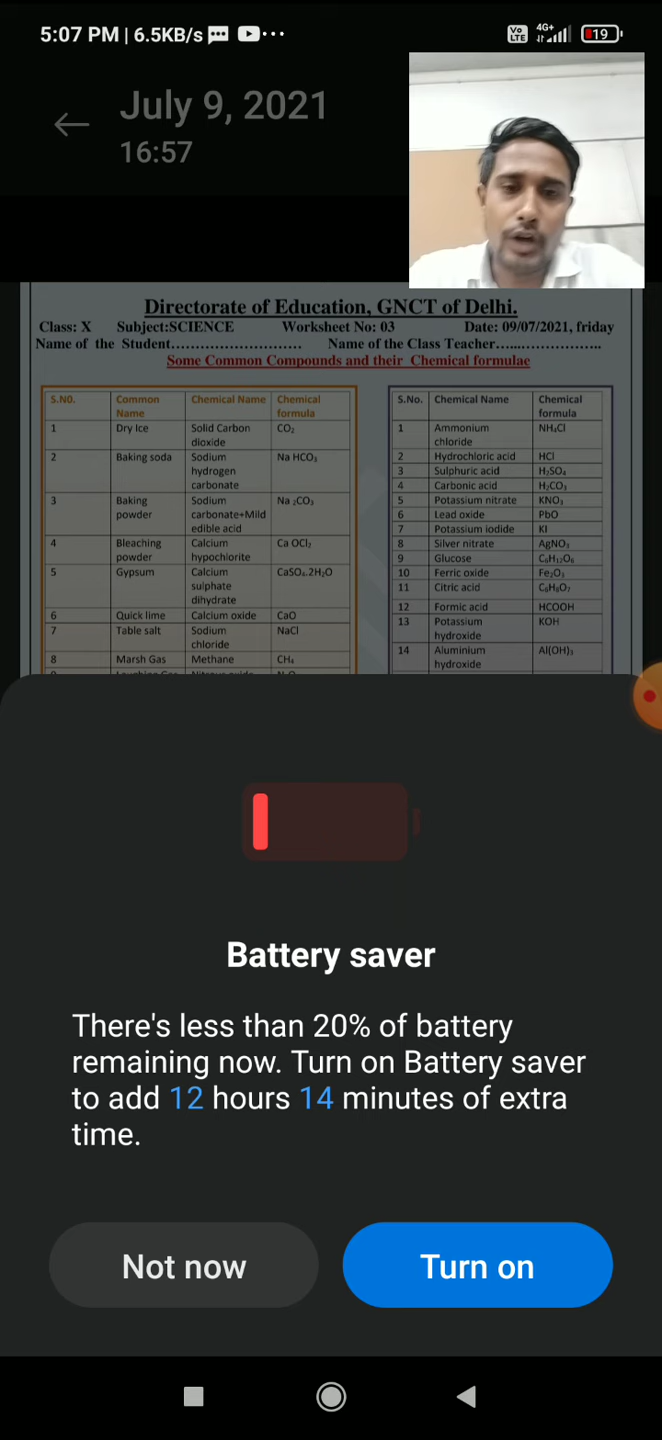 5:07 PM | 6.5KB/s
Vo LTE 4G+ 19
July 9, 2021
16:57
Directorate of Education, GNCT of Delhi.
Class: X Subject:SCIENCE Worksheet No: 03 Date: 09/07/2021, friday
Name of the Student.......................... Name of the Class Teacher.....................
Some Common Compounds and their Chemical formulae
S.N0. Common Name Chemical Name Chemical formula
1 Dry Ice Solid Carbon dioxide CO₂
2 Baking soda Sodium hydrogen carbonate Na HCO₃
3 Baking powder Sodium carbonate+Mild edible acid Na ₂CO₃
4 Bleaching powder Calcium hypochlorite Ca OCl₂
5 Gypsum Calcium sulphate dihydrate CaSO₄.2H₂O
6 Quick lime Calcium oxide CaO
7 Table salt Sodium chloride NaCl
8 Marsh Gas Methane CH₄
S.No. Chemical Name Chemical formula
1 Ammonium chloride NH₄Cl
2 Hydrochloric acid HCl
3 Sulphuric acid H₂SO₄
4 Carbonic acid H₂CO₃
5 Potassium nitrate KNO₃
6 Lead oxide PbO
7 Potassium iodide KI
8 Silver nitrate AgNO₃
9 Glucose C₆H₁₂O₆
10 Ferric oxide Fe₂O₃
11 Citric acid C₆H₈O₇
12 Formic acid HCOOH
13 Potassium hydroxide KOH
14 Aluminium hydroxide Al(OH)₃
Battery saver
There's less than 20% of battery
remaining now. Turn on Battery saver
to add 12 hours 14 minutes of extra
time.
Not now Turn on